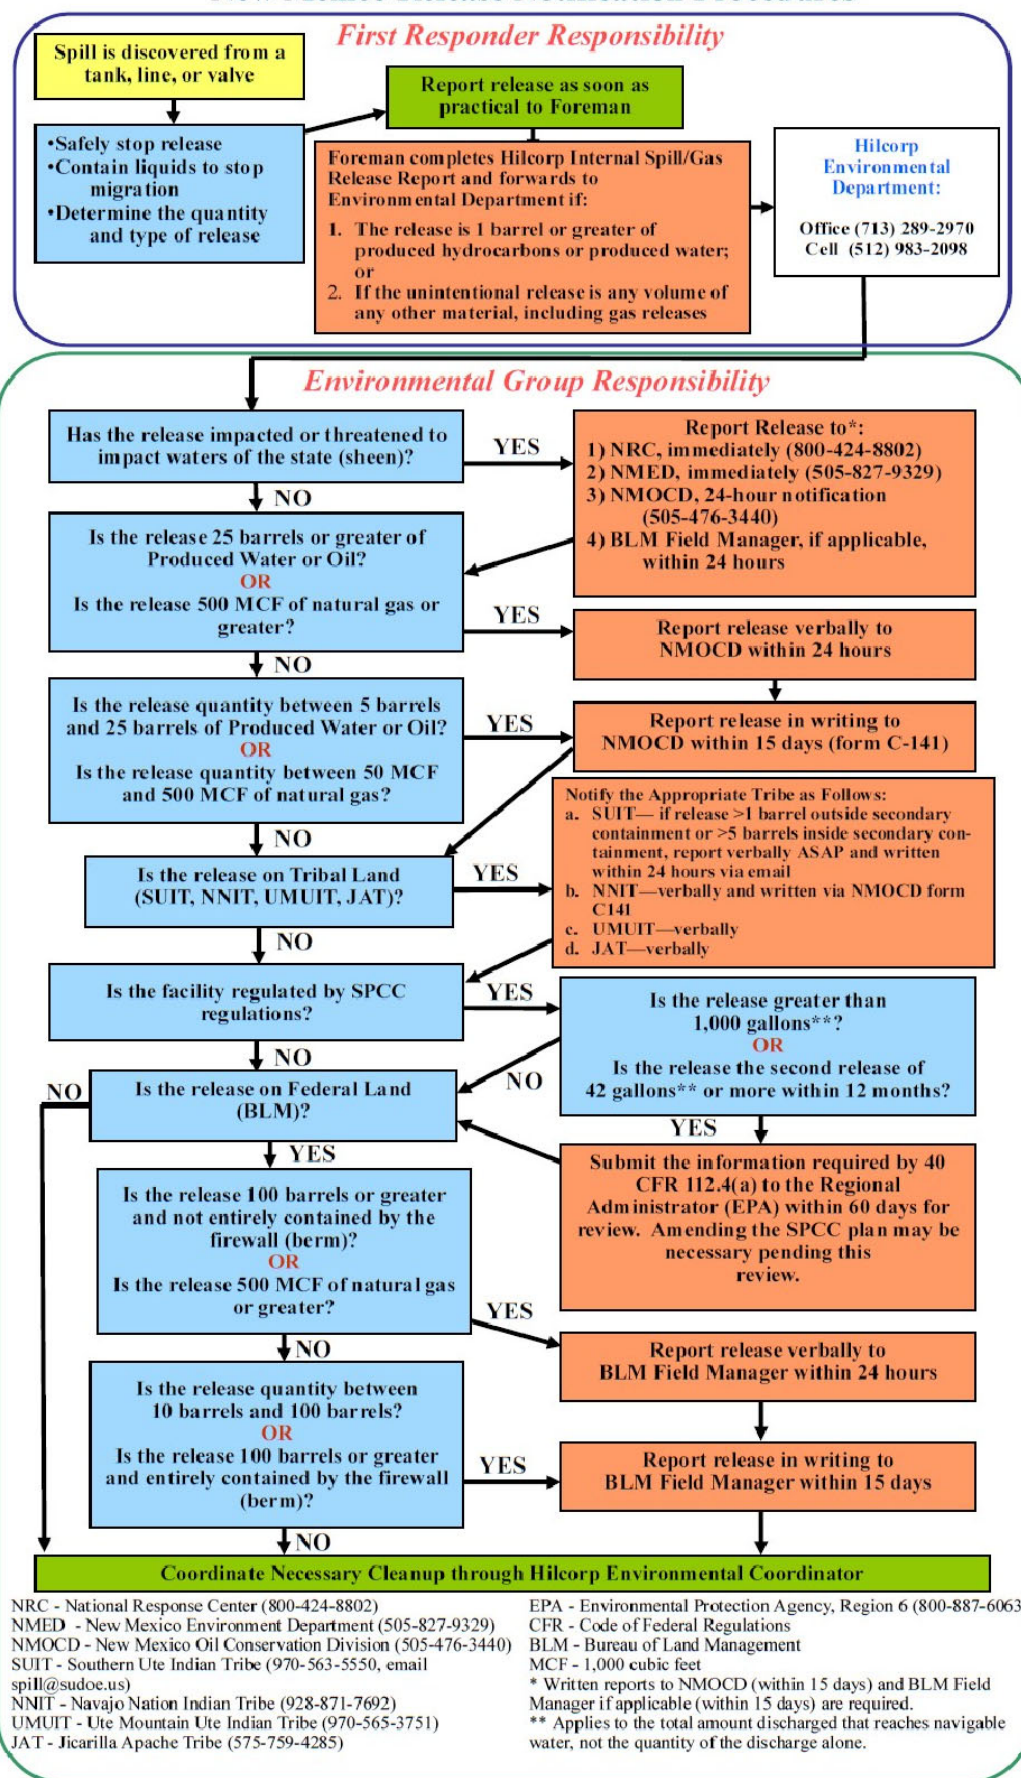 First Responder Responsibility
Spill is discovered from a
tank, line, or valve
•Safely stop release
•Contain liquids to stop
migration
•Determine the quantity
and type of release
Report release as soon as
practical to Foreman
Foreman completes Hilcorp Internal Spill/Gas
Release Report and forwards to
Environmental Department if:
1. The release is 1 barrel or greater of
produced hydrocarbons or produced water;
or
2. If the unintentional release is any volume of
any other material, including gas releases
Hilcorp
Environmental
Department:
Office (713) 289-2970
Cell (512) 983-2098
Environmental Group Responsibility
Has the release impacted or threatened to
impact waters of the state (sheen)?
YES
Report Release to*:
1) NRC, immediately (800-424-8802)
2) NMED, immediately (505-827-9329)
3) NMOCD, 24-hour notification
(505-476-3440)
4) BLM Field Manager, if applicable,
within 24 hours
NO
Is the release 25 barrels or greater of
Produced Water or Oil?
OR
Is the release 500 MCF of natural gas or
greater?
YES
Report release verbally to
NMOCD within 24 hours
NO
Is the release quantity between 5 barrels
and 25 barrels of Produced Water or Oil?
OR
Is the release quantity between 50 MCF
and 500 MCF of natural gas?
YES
Report release in writing to
NMOCD within 15 days (form C-141)
NO
Is the release on Tribal Land
(SUIT, NNIT, UMUIT, JAT)?
YES
Notify the Appropriate Tribe as Follows:
a. SUIT— if release >1 barrel outside secondary
containment or >5 barrels inside secondary con-
tainment, report verbally ASAP and written
within 24 hours via email
b. NNIT—verbally and written via NMOCD form
C141
c. UMUIT—verbally
d. JAT—verbally
NO
Is the facility regulated by SPCC
regulations?
YES
Is the release greater than
1,000 gallons**?
OR
Is the release the second release of
42 gallons** or more within 12 months?
NO
NO
YES
Submit the information required by 40
CFR 112.4(a) to the Regional
Administrator (EPA) within 60 days for
review. Amending the SPCC plan may be
necessary pending this
review.
NO
Is the release on Federal Land
(BLM)?
YES
Is the release 100 barrels or greater
and not entirely contained by the
firewall (berm)?
OR
Is the release 500 MCF of natural gas
or greater?
YES
Report release verbally to
BLM Field Manager within 24 hours
NO
Is the release quantity between
10 barrels and 100 barrels?
OR
Is the release 100 barrels or greater
and entirely contained by the firewall
(berm)?
YES
Report release in writing to
BLM Field Manager within 15 days
NO
Coordinate Necessary Cleanup through Hilcorp Environmental Coordinator
NRC - National Response Center (800-424-8802)
NMED - New Mexico Environment Department (505-827-9329)
NMOCD - New Mexico Oil Conservation Division (505-476-3440)
SUIT - Southern Ute Indian Tribe (970-563-5550, email
spill@sudoe.us)
NNIT - Navajo Nation Indian Tribe (928-871-7692)
UMUIT - Ute Mountain Ute Indian Tribe (970-565-3751)
JAT - Jicarilla Apache Tribe (575-759-4285)
EPA - Environmental Protection Agency, Region 6 (800-887-6063
CFR - Code of Federal Regulations
BLM - Bureau of Land Management
MCF - 1,000 cubic feet
* Written reports to NMOCD (within 15 days) and BLM Field
Manager if applicable (within 15 days) are required.
** Applies to the total amount discharged that reaches navigable
water, not the quantity of the discharge alone.